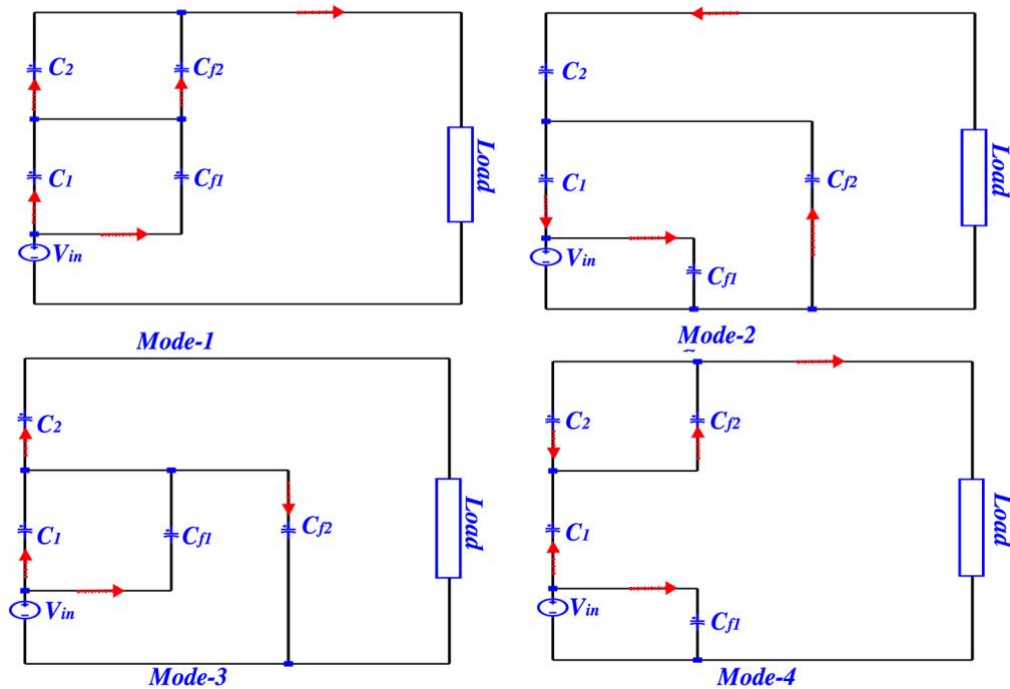 C2
Cf2
C1
Cf1
Vin
Load
Mode-1
C2
C1
Cf2
Vin
Cf1
Load
Mode-2
~
C2
C1
Cf1
Cf2
Vin
Load
Mode-3
C2
Cf2
C1
Vin
Cf1
Load
Mode-4